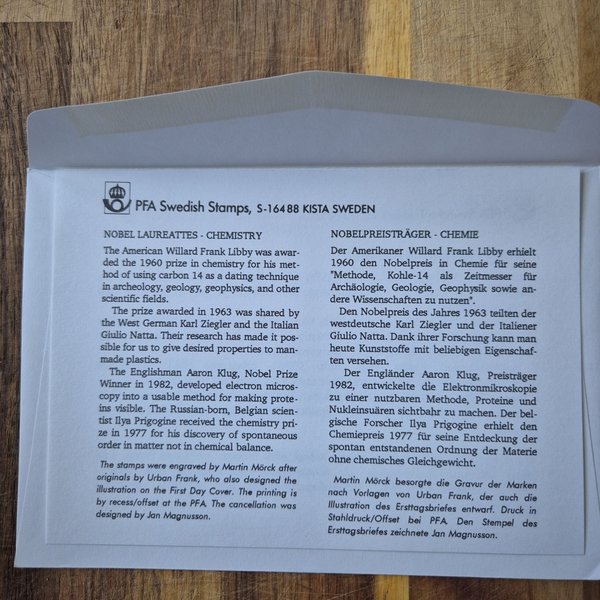 PFA Swedish Stamps, S-164 88 KISTA SWEDEN
NOBEL LAUREATTES - CHEMISTRY
The American Willard Frank Libby was awar-
ded the 1960 prize in chemistry for his met-
hod of using carbon 14 as a dating technique
in archeology, geology, geophysics, and other
scientific fields.
The prize awarded in 1963 was shared by
the West German Karl Ziegler and the Italian
Giulio Natta. Their research has made it pos-
sible for us to give desired properties to man-
made plastics.
The Englishman Aaron Klug, Nobel Prize
Winner in 1982, developed electron micros-
copy into a usable method for making prote-
ins visible. The Russian-born, Belgian scien-
tist Ilya Prigogine received the chemistry pri-
ze in 1977 for his discovery of spontaneous
order in matter not in chemical balance.
The stamps were engraved by Martin Mörck after
originals by Urban Frank, who also designed the
illustration on the First Day Cover. The printing is
by recess/offset at the PFA. The cancellation was
designed by Jan Magnusson.
NOBELPREISTRÄGER - CHEMIE
Der Amerikaner Willard Frank Libby erhielt
1960 den Nobelpreis in Chemie für seine
"Methode, Kohle-14 als Zeitmesser für
Archäologie, Geologie, Geophysik sowie an-
dere Wissenschaften zu nutzen".
Den Nobelpreis des Jahres 1963 teilten der
westdeutsche Karl Ziegler und der Italiener
Giulio Natta. Dank ihrer Forschung kann man
heute Kunststoffe mit beliebigen Eigenschaf-
ten versehen.
Der Engländer Aaron Klug, Preisträger
1982, entwickelte die Elektronmikroskopie
zu einer nutzbaren Methode, Proteine und
Nukleinsuären sichtbahr zu machen. Der bel-
gische Forscher Ilya Prigogine erhielt den
Chemiepreis 1977 für seine Entdeckung der
spontan entstandenen Ordnung der Materie
ohne chemisches Gleichgewicht.
Martin Mörck besorgte die Gravur der Marken
nach Vorlagen von Urban Frank, der auch die
Illustration des Ersttagsbriefes entwarf. Druck in
Stahldruck/Offset bei PFA. Den Stempel des
Ersttagsbriefes zeichnete Jan Magnusson.